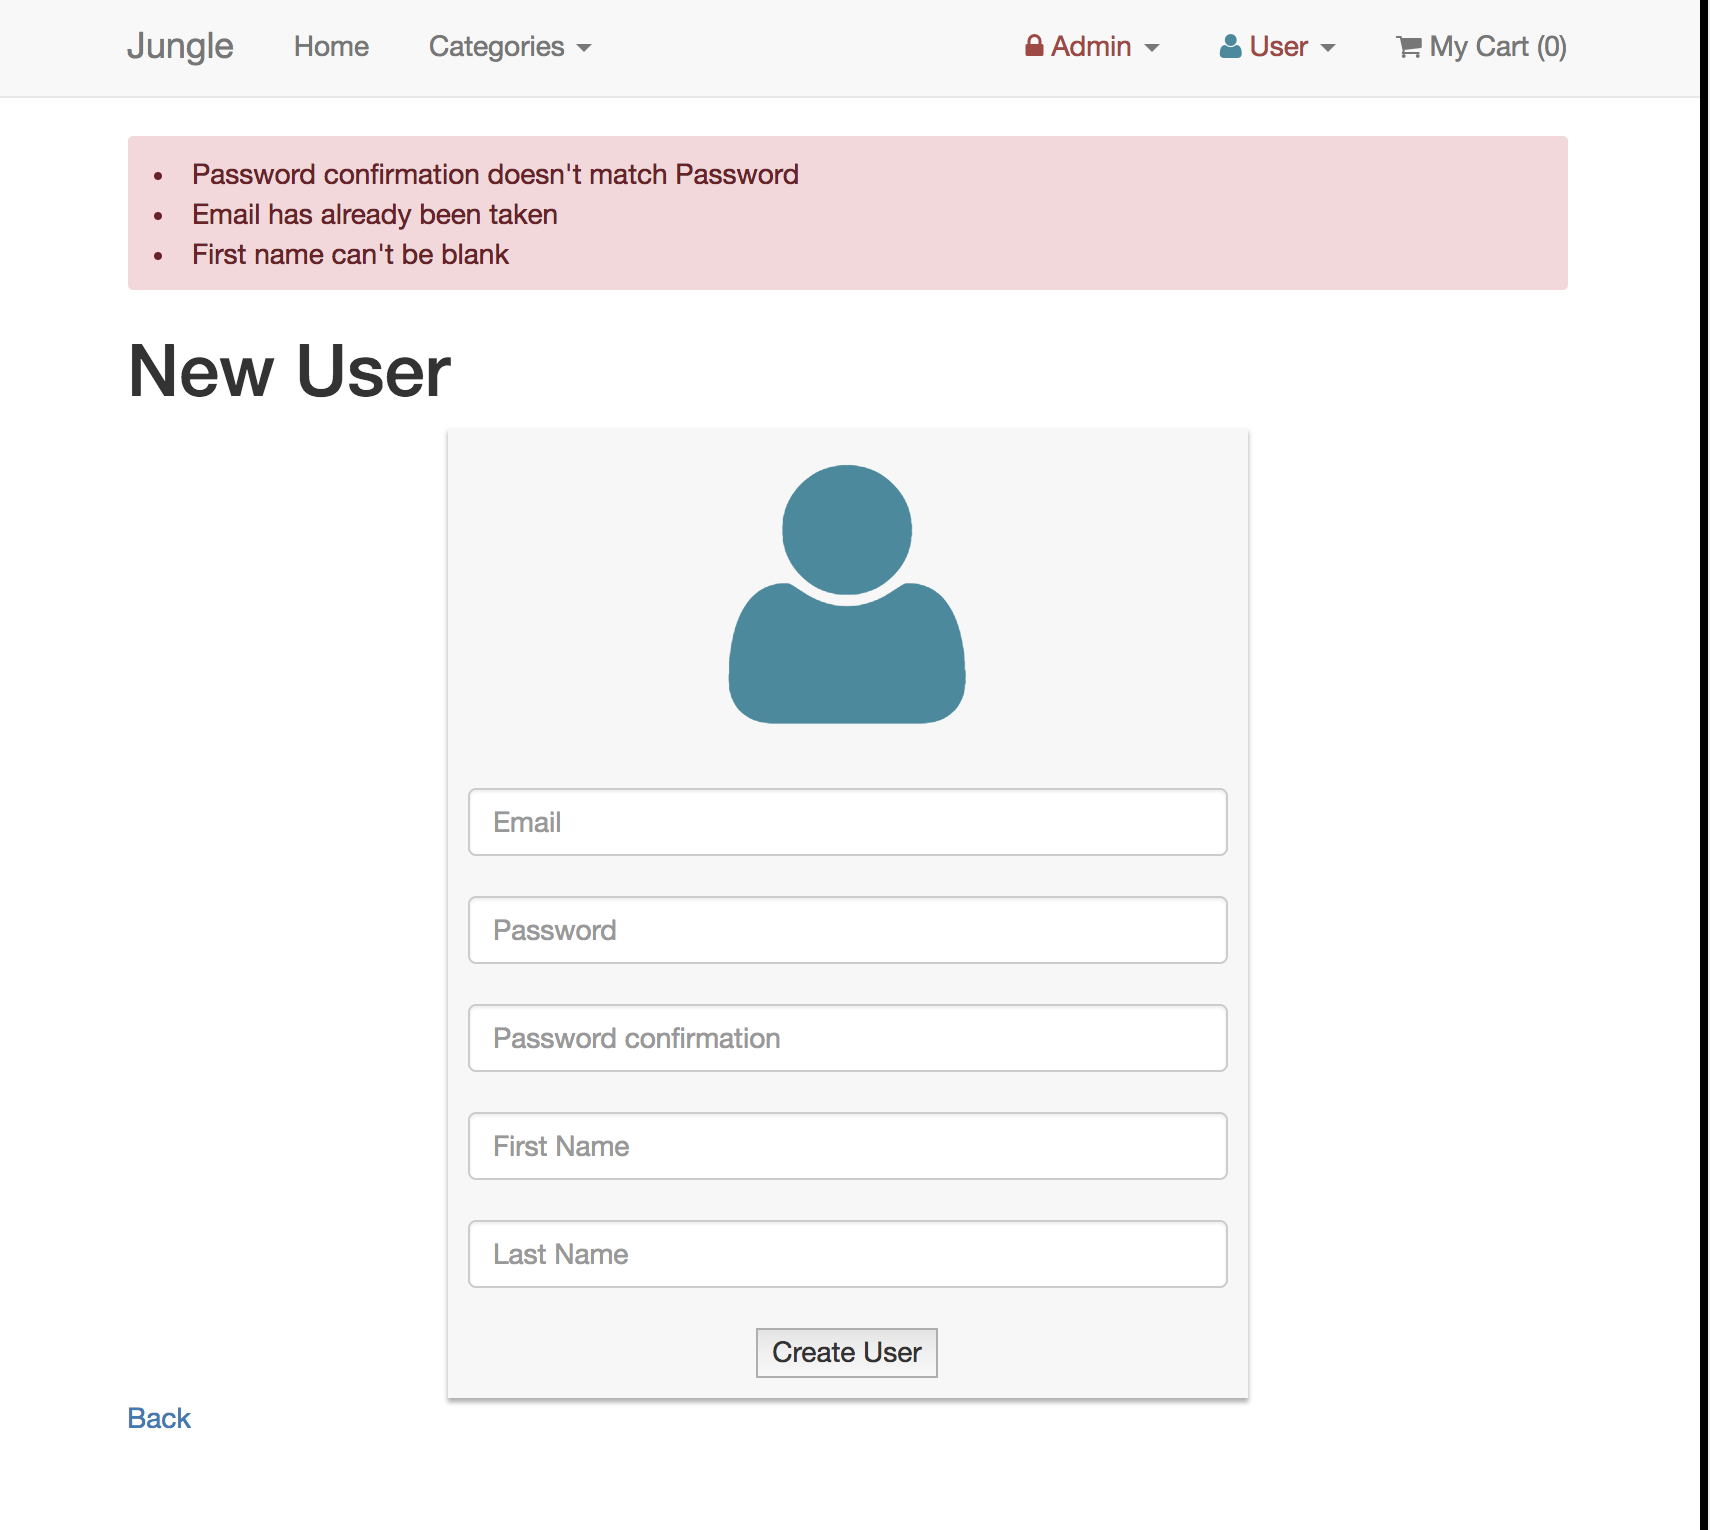 Jungle Home Categories Admin User My Cart (0)
Password confirmation doesn't match Password
Email has already been taken
First name can't be blank
New User
Email
Password
Password confirmation
First Name
Last Name
Create User
Back